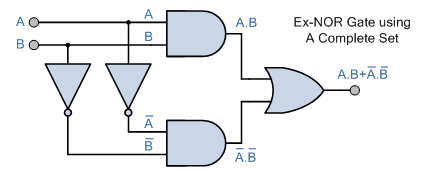 A
A
A.B
Ex-NOR Gate using
A Complete Set
B
B
A.B+A̅.B̅
A̅
B̅
A̅.B̅